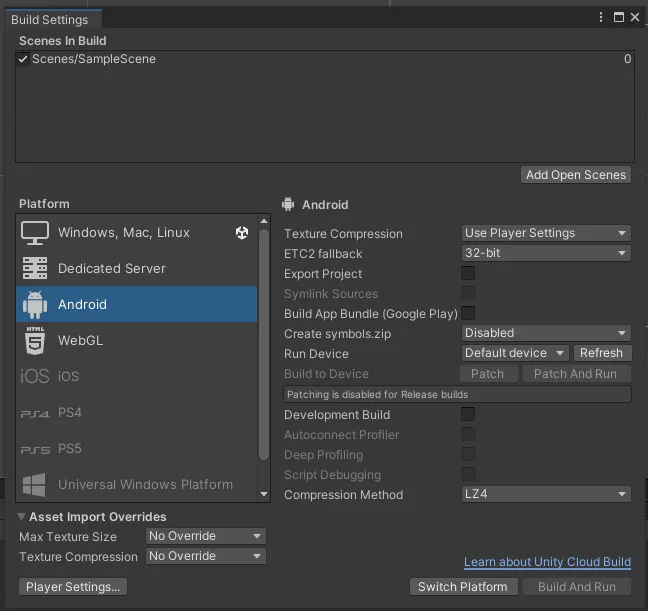 Build Settings
Scenes In Build
Scenes/SampleScene 0
Add Open Scenes
Platform
Windows, Mac, Linux
Dedicated Server
Android
HTML 5 WebGL
iOS iOS
PS4 PS4
PS5 PS5
Universal Windows Platform
Android
Texture Compression Use Player Settings
ETC2 fallback 32-bit
Export Project
Symlink Sources
Build App Bundle (Google Play)
Create symbols.zip Disabled
Run Device Default device Refresh
Build to Device Patch Patch And Run
Patching is disabled for Release builds
Development Build
Autoconnect Profiler
Deep Profiling
Script Debugging
Compression Method LZ4
Asset Import Overrides
Max Texture Size No Override
Texture Compression No Override
Learn about Unity Cloud Build
Player Settings... Switch Platform Build And Run